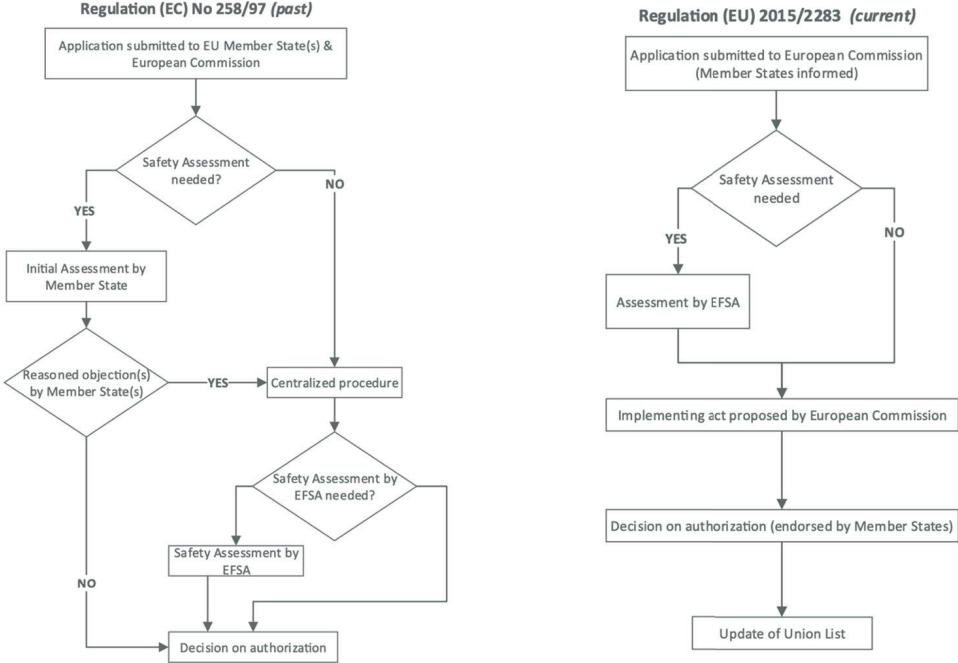 Regulation (EC) No 258/97 (past)
Application submitted to EU Member State(s) &
European Commission
Safety Assessment
needed?
NO
YES
Initial Assessment by
Member State
Reasoned objection(s)
by Member State(s)
YES
Centralized procedure
Safety Assessment by
EFSA needed?
Safety Assessment by
EFSA
NO
Decision on authorization
Regulation (EU) 2015/2283 (current)
Application submitted to European Commission
(Member States informed)
Safety Assessment
needed
NO
YES
Assessment by EFSA
Implementing act proposed by European Commission
Decision on authorization (endorsed by Member States)
Update of Union List